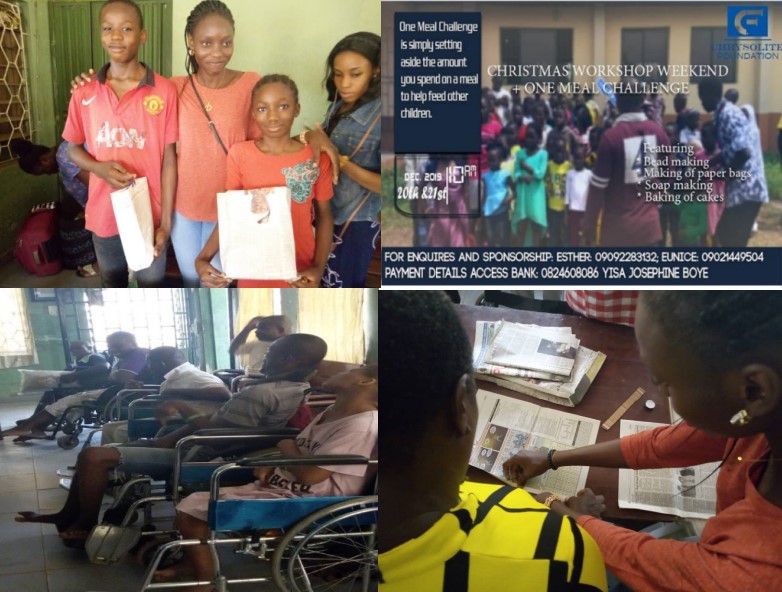 AON
One Meal Challenge
is simply setting
aside the amount
you spend on a meal
to help feed other
children.
CHRYSOLITE
FOUNDATION
CHRISTMAS WORKSHOP WEEKEND
+ ONE MEAL CHALLENGE
Featuring
• Bead making
• Making of paper bags
• Soap making
• Baking of cakes
DEC. 2019 10AM
20th & 21st
FOR ENQUIRES AND SPONSORSHIP: ESTHER: 09092283132; EUNICE: 09021449504
PAYMENT DETAILS ACCESS BANK: 0824608086 YISA JOSEPHINE BOYE